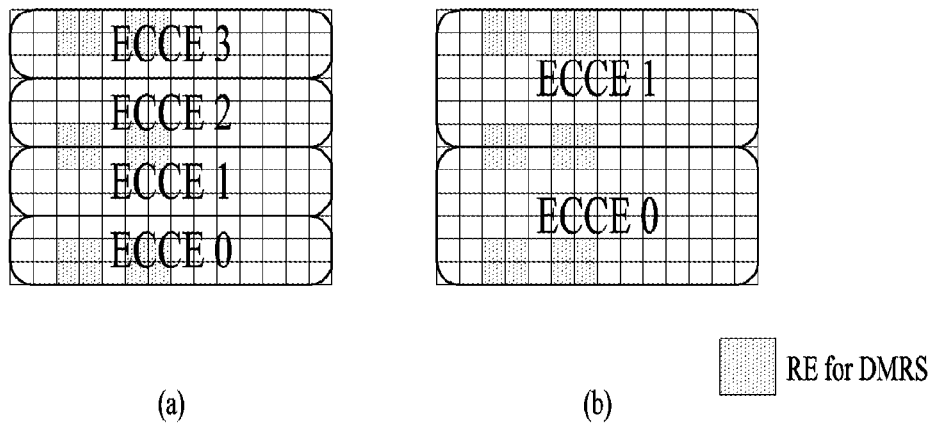 ECCE 3
ECCE 2
ECCE 1
ECCE 0
ECCE 1
ECCE 0
RE for DMRS
(a)
(b)